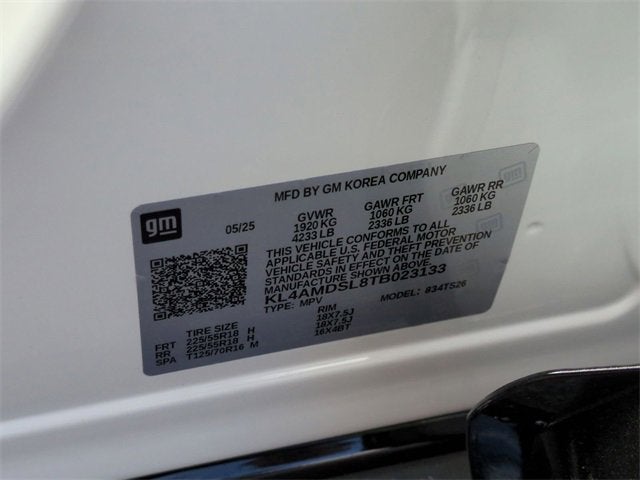 MFD BY GM KOREA COMPANY
gm
05/25
GVWR GAWR FRT GAWR RR
1920 KG 1060 KG 1060 KG
4233 LB 2336 LB 2336 LB
THIS VEHICLE CONFORMS TO ALL
APPLICABLE U.S. FEDERAL MOTOR
VEHICLE SAFETY AND THEFT PREVENTION
STANDARDS IN EFFECT ON THE DATE OF
MANUFACTURE SHOWN ABOVE.
KL4AMDSL8TB023133
TYPE: MPV MODEL: 834TS26
TIRE SIZE RIM
FRT 225/55R18 H 18X7.5J
RR 225/55R18 H 18X7.5J
SPA T125/70R16 M 16X4BT